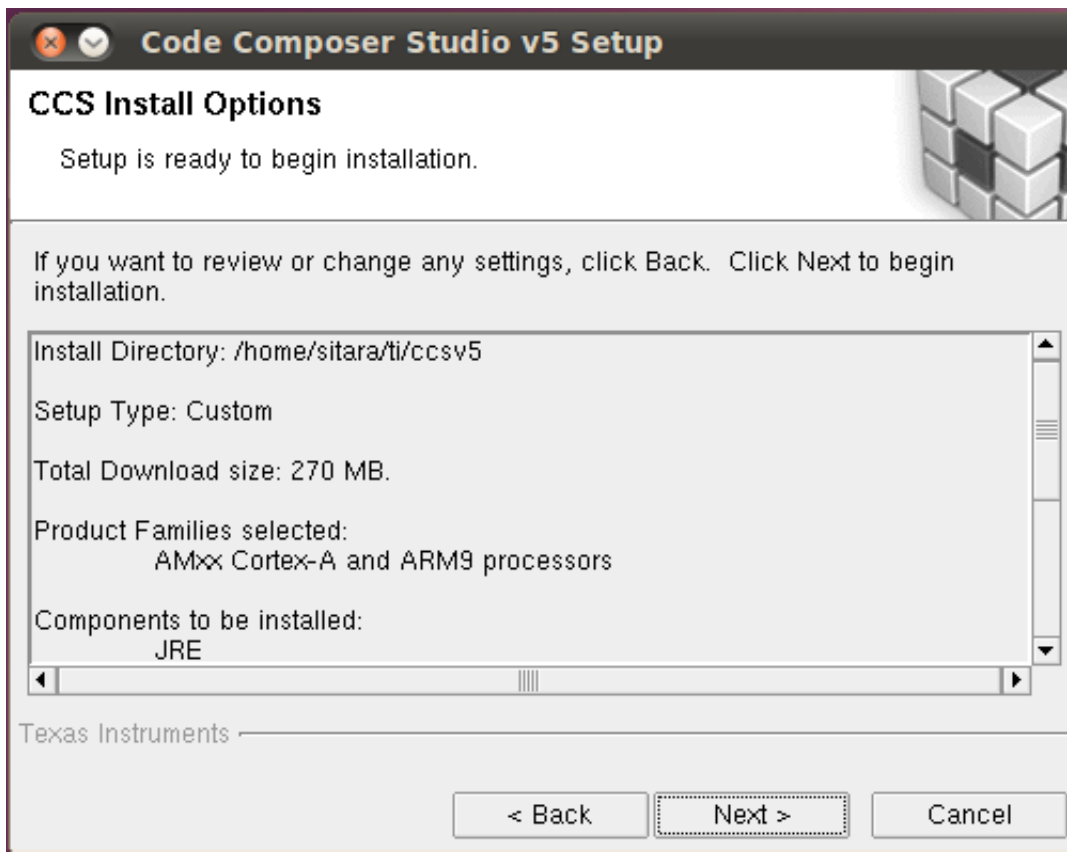 Code Composer Studio v5 Setup
CCS Install Options
Setup is ready to begin installation.
If you want to review or change any settings, click Back.  Click Next to begin
installation.
Install Directory: /home/sitara/ti/ccsv5
Setup Type: Custom
Total Download size: 270 MB.
Product Families selected:
AMxx Cortex-A and ARM9 processors
Components to be installed:
JRE
Texas Instruments
< Back
Next >
Cancel